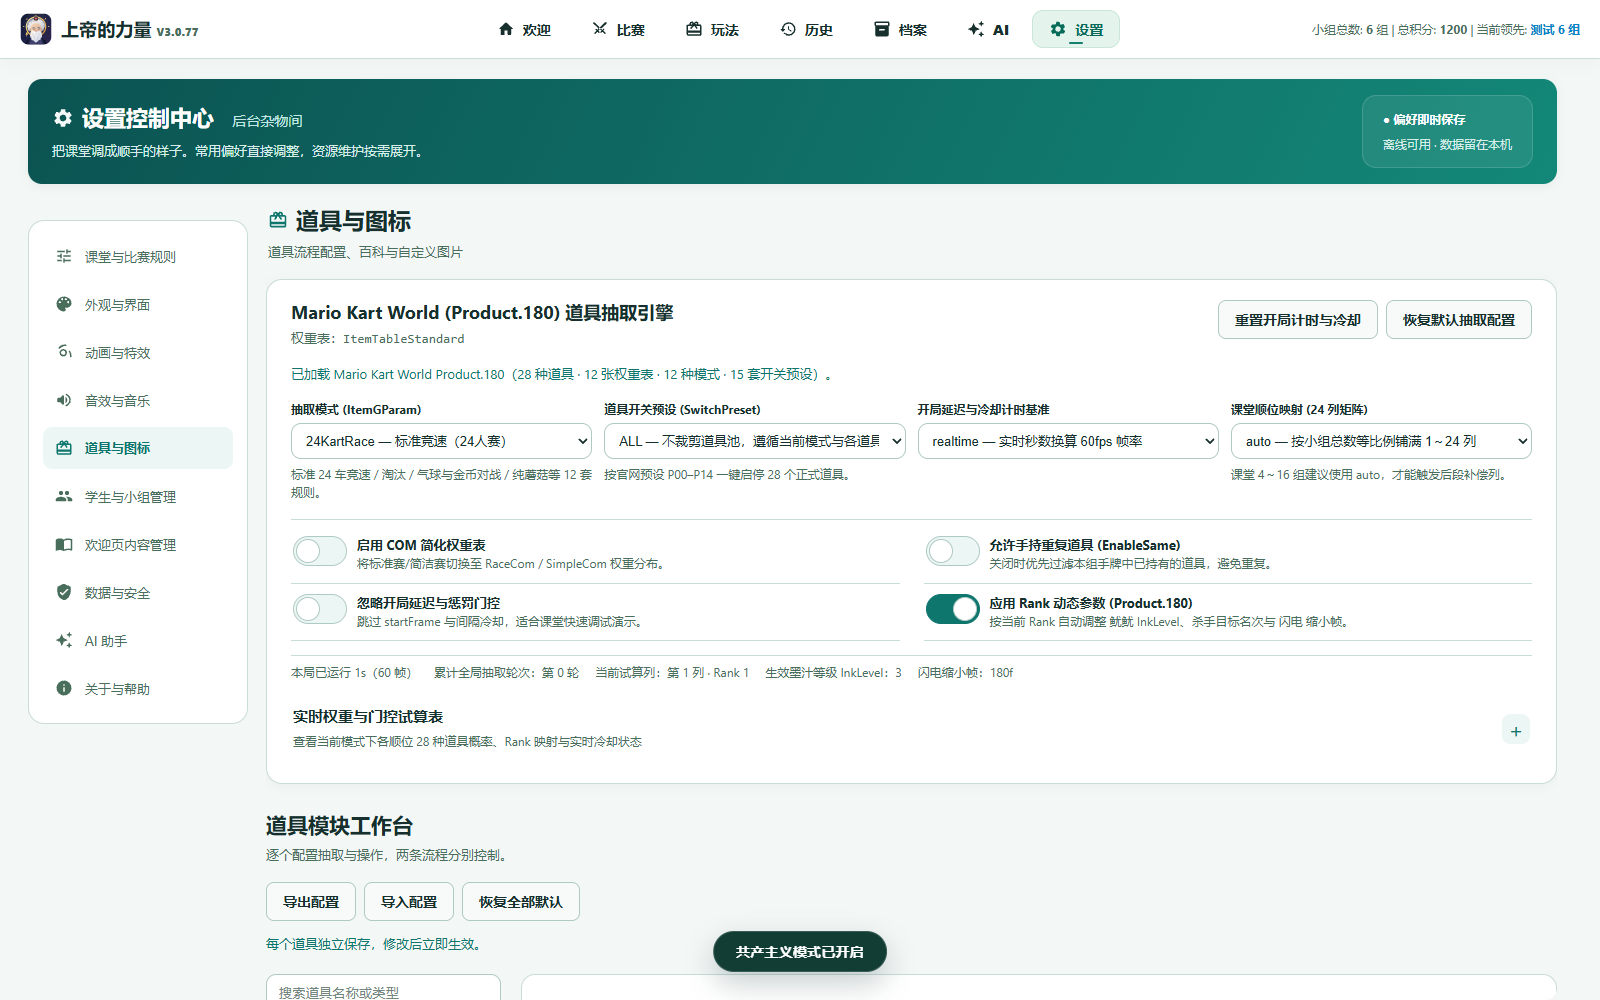 上帝的力量 V3.0.77
欢迎
比赛
玩法
历史
档案
AI
设置
小组总数: 6 组 | 总积分: 1200 | 当前领先: 测试 6 组
设置控制中心 后台杂物间
把课堂调成顺手的样子。常用偏好直接调整，资源维护按需展开。
● 偏好即时保存
离线可用 · 数据留在本机
课堂与比赛规则
外观与界面
动画与特效
音效与音乐
道具与图标
学生与小组管理
欢迎页内容管理
数据与安全
AI 助手
关于与帮助
道具与图标
道具流程配置、百科与自定义图片
Mario Kart World (Product.180) 道具抽取引擎
权重表：ItemTableStandard
重置开局计时与冷却
恢复默认抽取配置
已加载 Mario Kart World Product.180（28 种道具 · 12 张权重表 · 12 种模式 · 15 套开关预设）。
抽取模式 (ItemGParam)
24KartRace — 标准竞速（24人赛）
标准 24 车竞速 / 淘汰 / 气球与金币对战 / 纯蘑菇等 12 套规则。
道具开关预设 (SwitchPreset)
ALL — 不裁剪道具池，遵循当前模式与各道具
按官网预设 P00–P14 一键启停 28 个正式道具。
开局延迟与冷却计时基准
realtime — 实时秒数换算 60fps 帧率
课堂顺位映射 (24 列矩阵)
auto — 按小组总数等比例铺满 1～24 列
课堂 4～16 组建议使用 auto，才能触发后段补偿列。
启用 COM 简化权重表
将标准赛/简洁赛切换至 RaceCom / SimpleCom 权重分布。
允许手持重复道具 (EnableSame)
关闭时优先过滤本组手牌中已持有的道具，避免重复。
忽略开局延迟与惩罚门控
跳过 startFrame 与间隔冷却，适合课堂快速调试演示。
应用 Rank 动态参数 (Product.180)
按当前 Rank 自动调整 鱿鱿 InkLevel、杀手目标名次与 闪电 缩小帧。
本局已运行 1s（60 帧） 累计全局抽取轮次：第 0 轮 当前试算列：第 1 列 · Rank 1 生效墨汁等级 InkLevel：3 闪电缩小帧：180f
实时权重与门控试算表
查看当前模式下各顺位 28 种道具概率、Rank 映射与实时冷却状态
+
道具模块工作台
逐个配置抽取与操作，两条流程分别控制。
导出配置
导入配置
恢复全部默认
每个道具独立保存，修改后立即生效。
共产主义模式已开启
搜索道具名称或类型